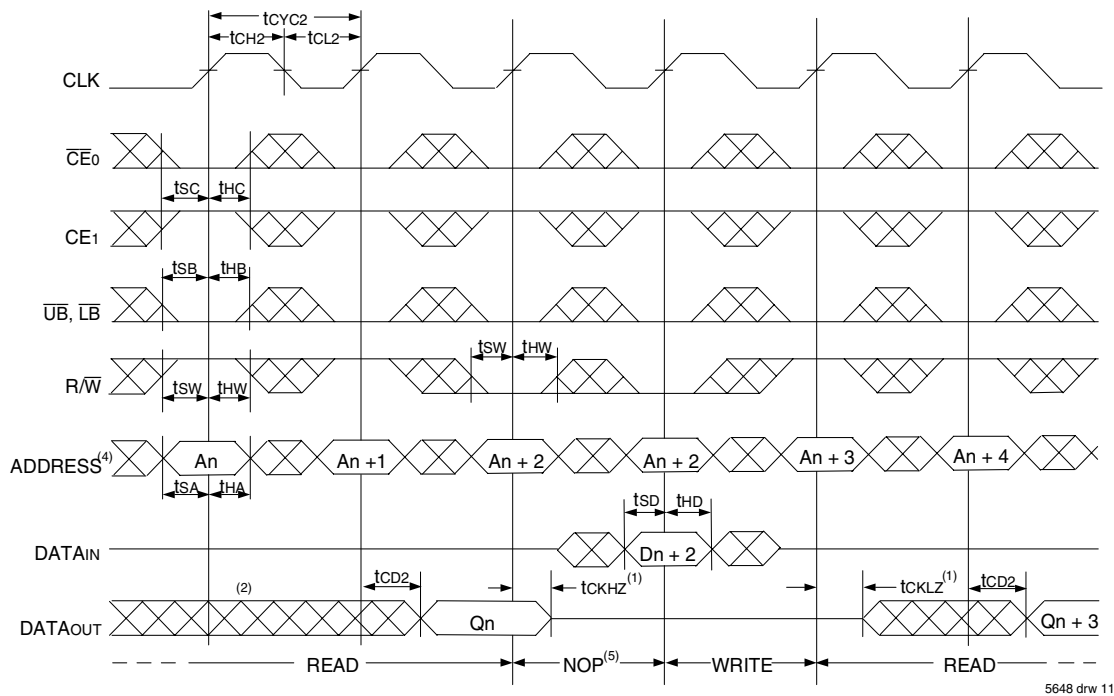 tCYC2
tCH2 tCL2
CLK
CE0
tSC tHC
CE1
tSB tHB
UB, LB
tSW tHW
R/W
tSW tHW
ADDRESS(4) An An +1 An + 2 An + 2 An + 3 An + 4
tSA tHA
tSD tHD
DATAIN Dn + 2
tCD2 tCKHZ(1) tCKLZ(1) tCD2
(2)
DATAOUT Qn Qn + 3
READ NOP(5) WRITE READ
5648 drw 11